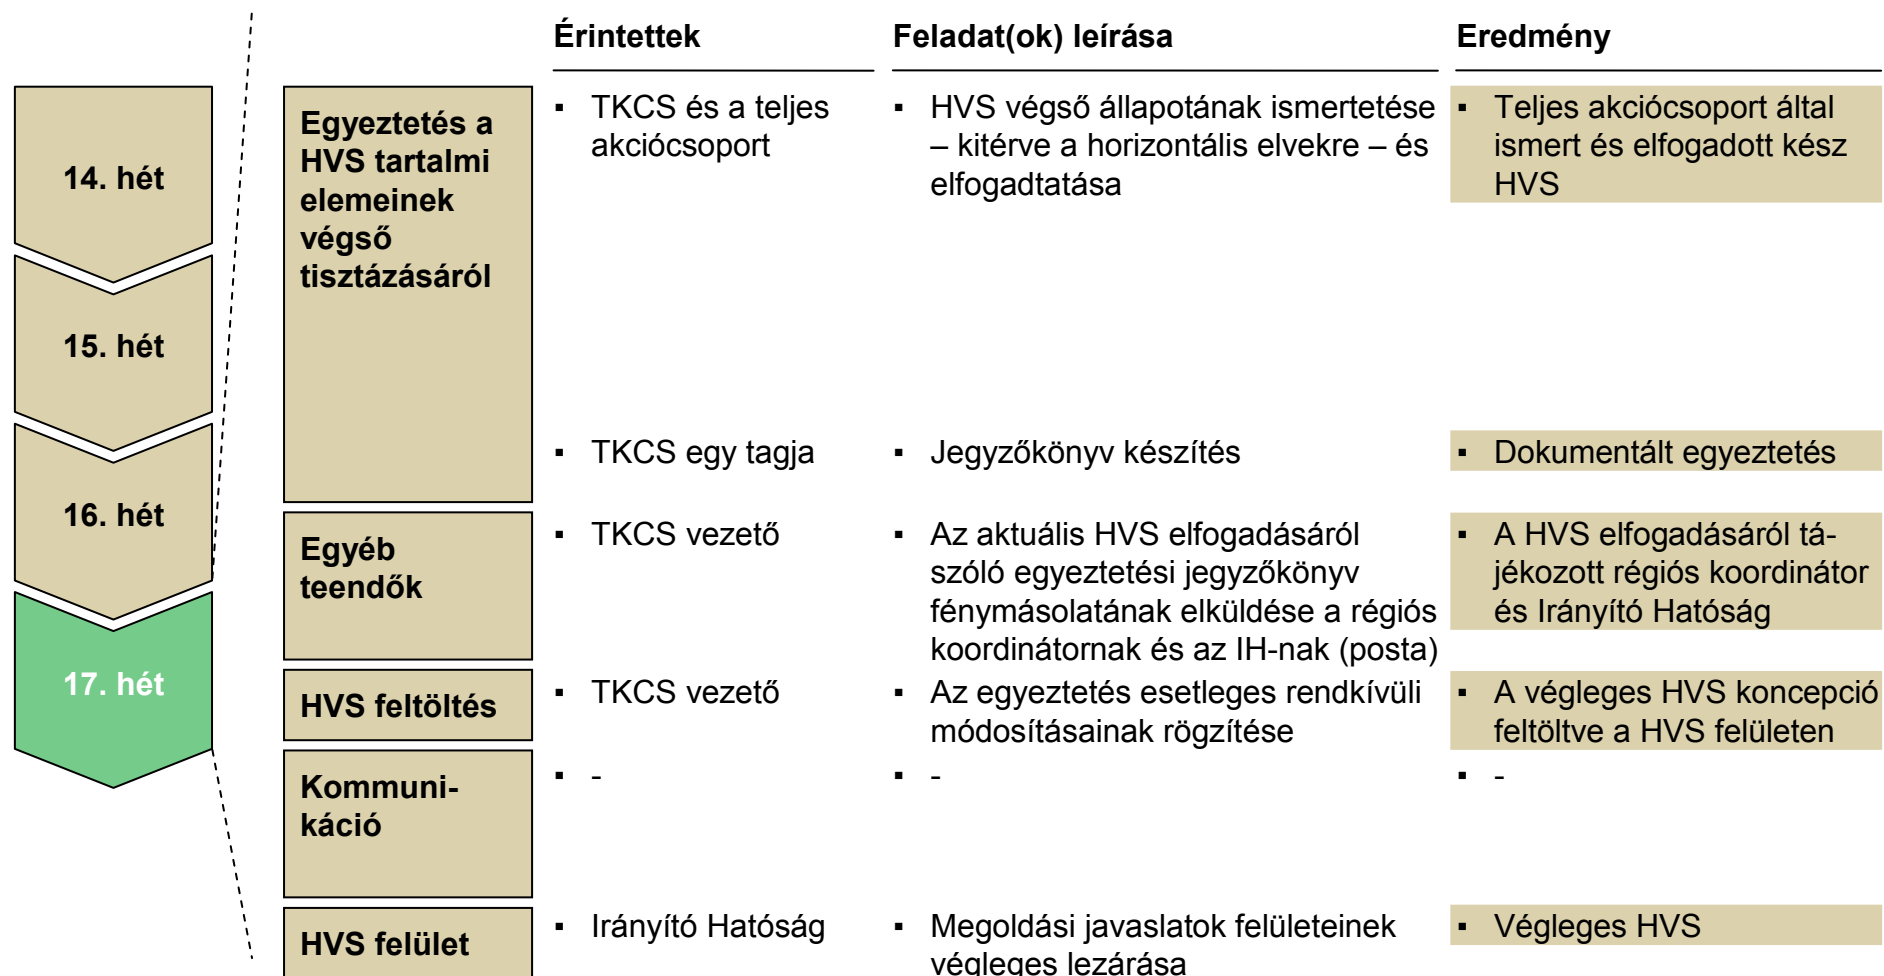 Érintettek
Feladat(ok) leírása
Eredmény
14. hét
15. hét
16. hét
17. hét
Egyeztetés a
HVS tartalmi
elemeinek
végső
tisztázásáról
▪ TKCS és a teljes
akciócsoport
▪ HVS végső állapotának ismertetése
– kitérve a horizontális elvekre – és
elfogadtatása
▪ Teljes akciócsoport által
ismert és elfogadott kész
HVS
▪ TKCS egy tagja
▪ Jegyzőkönyv készítés
▪ Dokumentált egyeztetés
Egyéb
teendők
▪ TKCS vezető
▪ Az aktuális HVS elfogadásáról
szóló egyeztetési jegyzőkönyv
fénymásolatának elküldése a régiós
koordinátornak és az IH-nak (posta)
▪ A HVS elfogadásáról tá-
jékozott régiós koordinátor
és Irányító Hatóság
HVS feltöltés
▪ TKCS vezető
▪ Az egyeztetés esetleges rendkívüli
módosításainak rögzítése
▪ A végleges HVS koncepció
feltöltve a HVS felületen
Kommuni-
káció
▪ -
▪ -
▪ -
HVS felület
▪ Irányító Hatóság
▪ Megoldási javaslatok felületeinek
végleges lezárása
▪ Végleges HVS